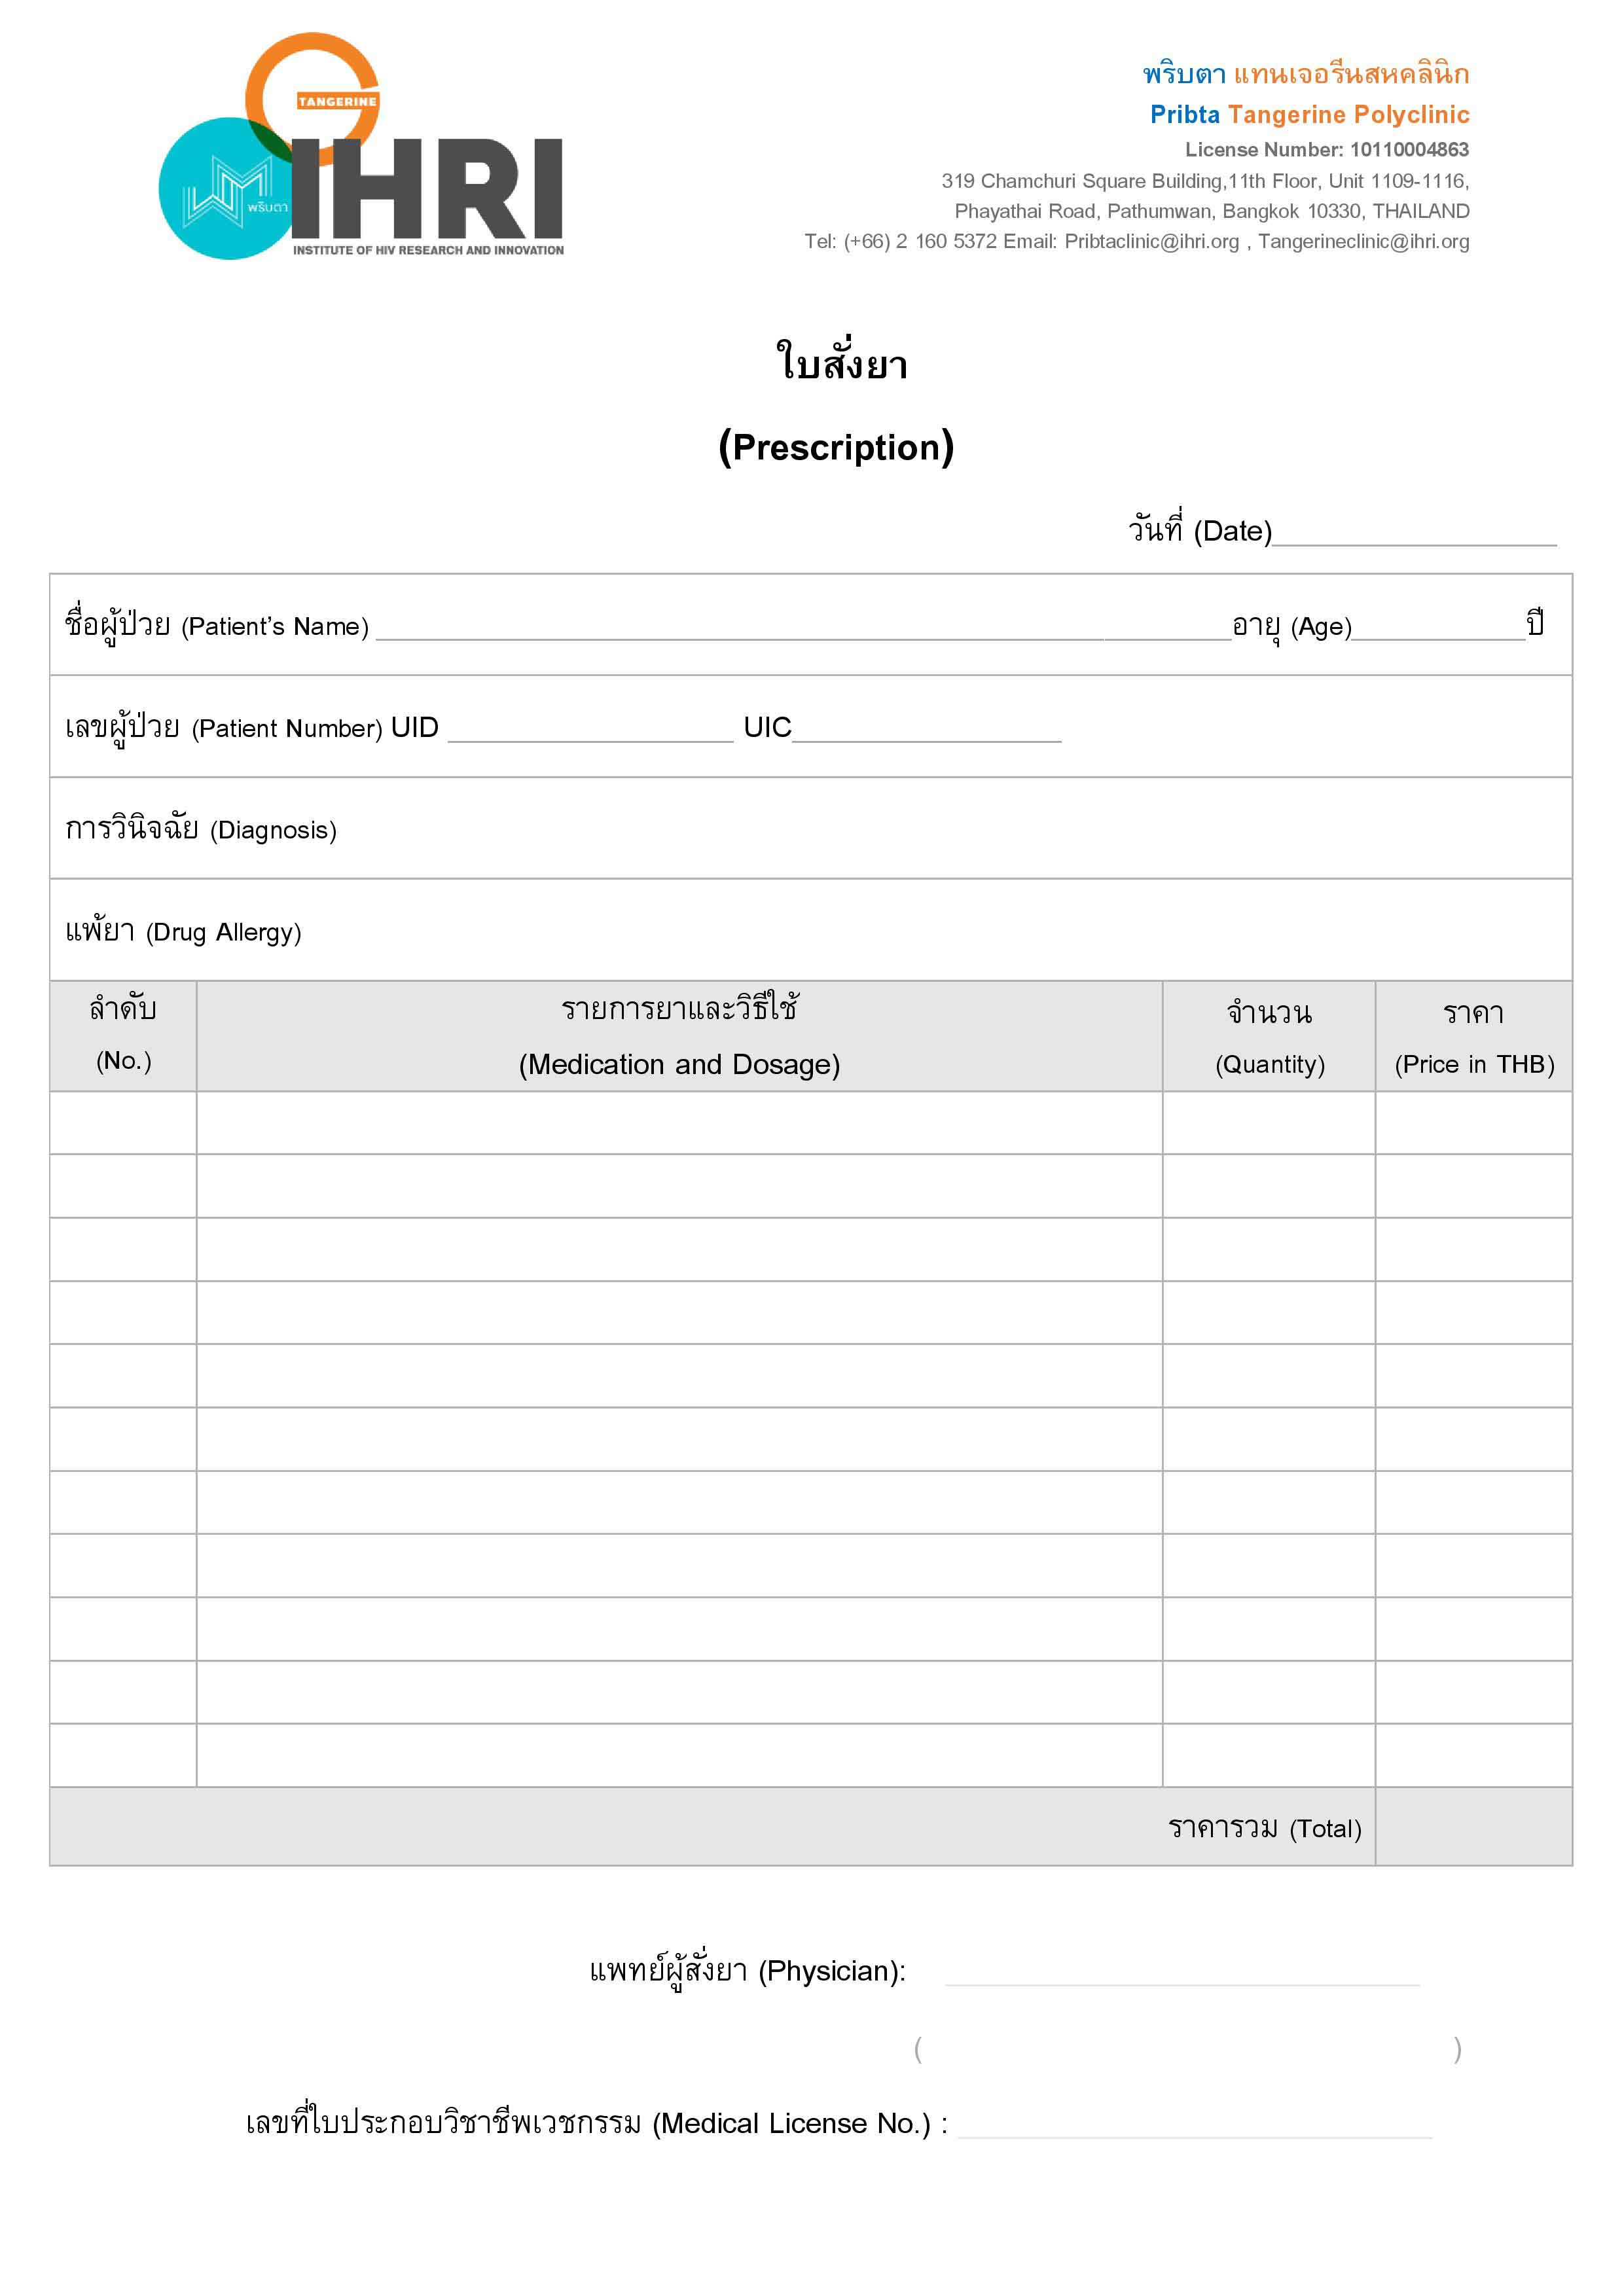 TANGERINE
พริบตา
IHRI
INSTITUTE OF HIV RESEARCH AND INNOVATION
พริบตา แทนเจอรีนสหคลินิก
Pribta Tangerine Polyclinic
License Number: 10110004863
319 Chamchuri Square Building,11th Floor, Unit 1109-1116,
Phayathai Road, Pathumwan, Bangkok 10330, THAILAND
Tel: (+66) 2 160 5372 Email: Pribtaclinic@ihri.org , Tangerineclinic@ihri.org
ใบสั่งยา
(Prescription)
วันที่ (Date)
ชื่อผู้ป่วย (Patient’s Name) อายุ (Age) ปี
เลขผู้ป่วย (Patient Number) UID UIC
การวินิจฉัย (Diagnosis)
แพ้ยา (Drug Allergy)
ลำดับ รายการยาและวิธีใช้ จำนวน ราคา
(No.) (Medication and Dosage) (Quantity) (Price in THB)
ราคารวม (Total)
แพทย์ผู้สั่งยา (Physician):
( )
เลขที่ใบประกอบวิชาชีพเวชกรรม (Medical License No.) :